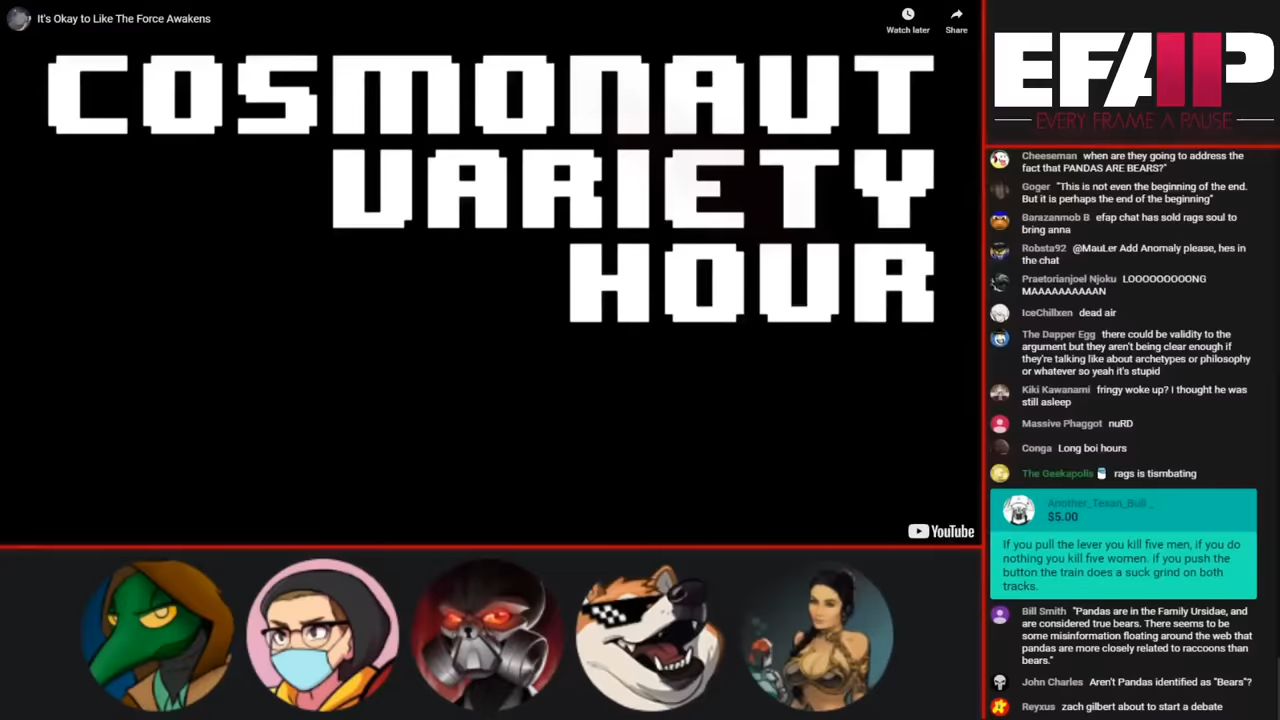 It's Okay to Like The Force Awakens
Watch later
Share
COSMONAUT
VARIETY
HOUR
YouTube
EFAP
EVERY FRAME A PAUSE
Cheeseman when are they going to address the
fact that PANDAS ARE BEARS?"
Goger "This is not even the beginning of the end.
But it is perhaps the end of the beginning"
Barazanmob B efap chat has sold rags soul to
bring anna
Robsta92 @MauLer Add Anomaly please, hes in
the chat
Praetorianjoel Njoku LOOOOOOOONG
MAAAAAAAAAAN
IceChillxen dead air
The Dapper Egg there could be validity to the
argument but they aren't being clear enough if
they're talking like about archetypes or philosophy
or whatever so yeah it's stupid
Kiki Kawanami fringy woke up? I thought he was
still asleep
Massive Phaggot nuRD
Conga Long boi hours
The Geekapolis rags is tismbating
Another_Texan_Bull_
$5.00
If you pull the lever you kill five men, if you do
nothing you kill five women. if you push the
button the train does a suck grind on both
tracks.
Bill Smith "Pandas are in the Family Ursidae, and
are considered true bears. There seems to be
some misinformation floating around the web that
pandas are more closely related to raccoons than
bears."
John Charles Aren't Pandas identified as "Bears"?
Reyxus zach gilbert about to start a debate